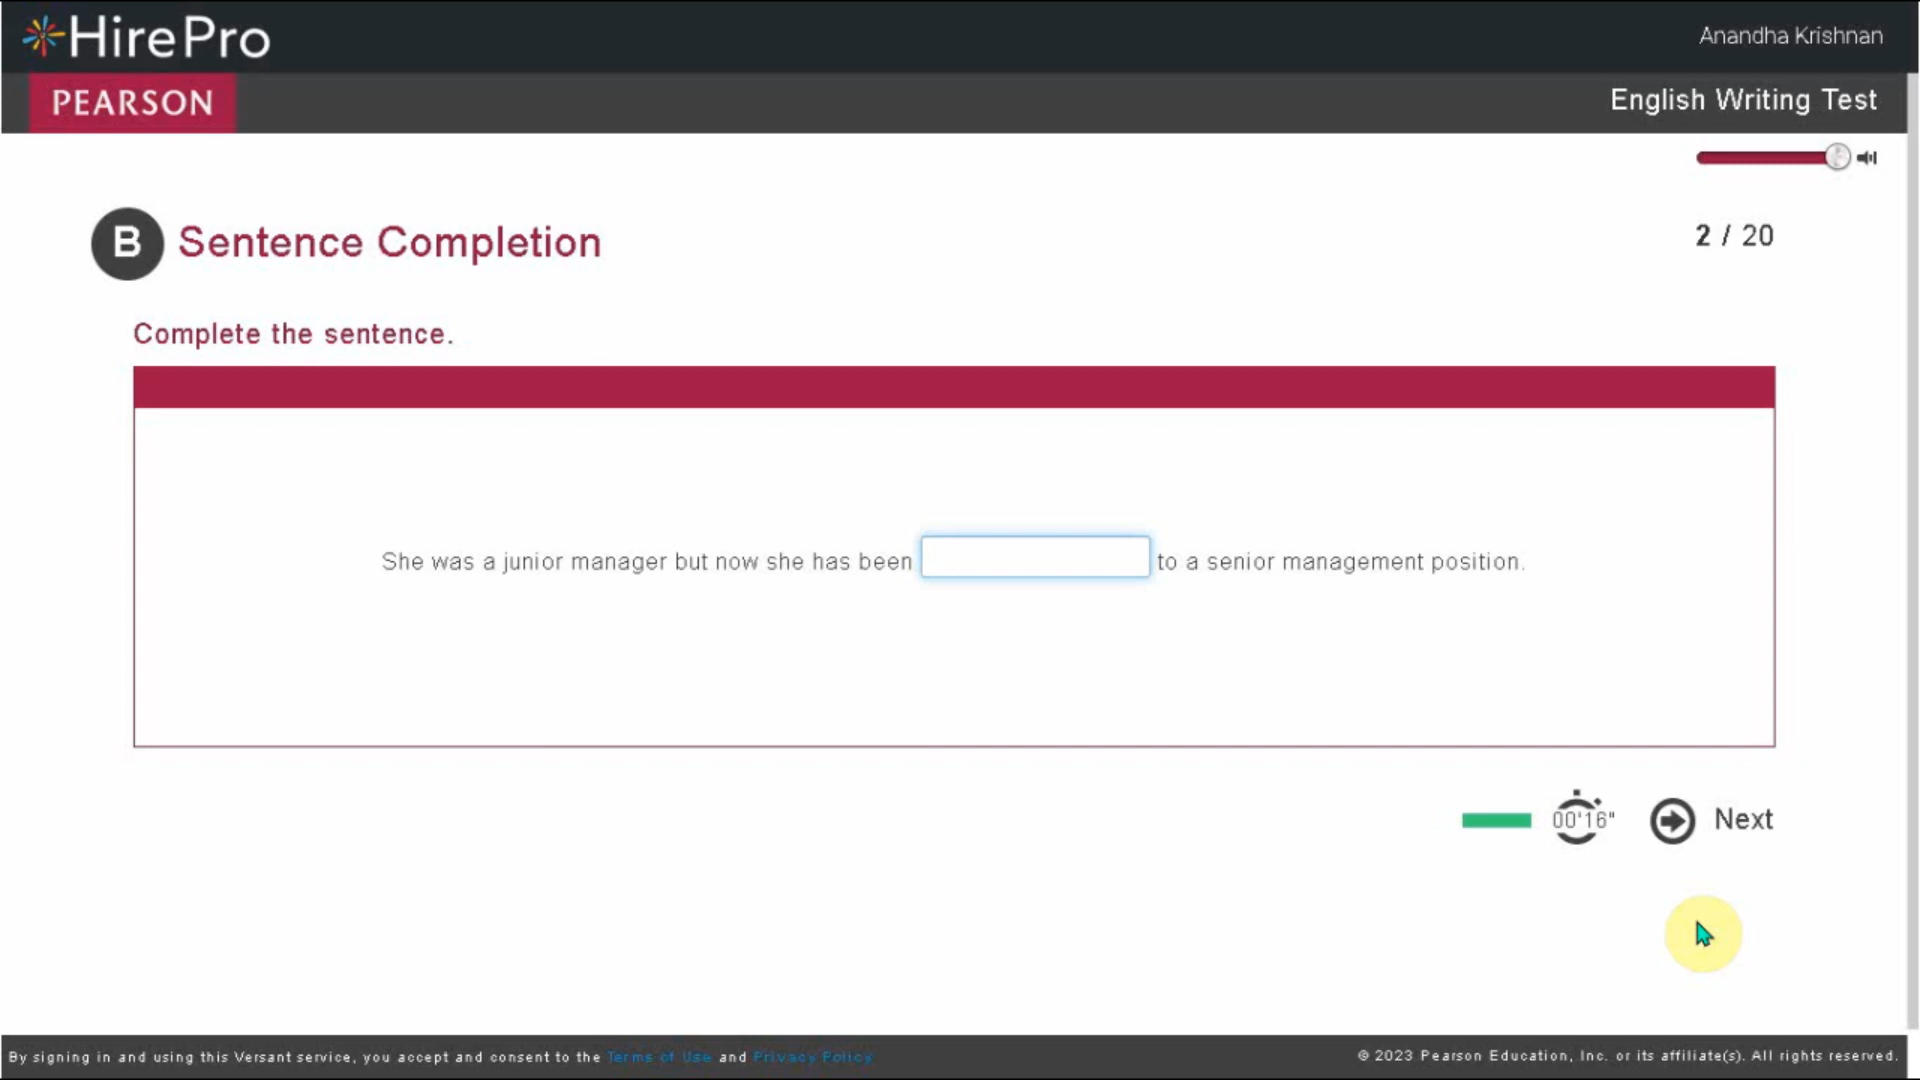 HirePro
Anandha Krishnan
PEARSON
English Writing Test
B Sentence Completion
2 / 20
Complete the sentence.
She was a junior manager but now she has been to a senior management position.
00'16"
Next
By signing in and using this Versant service, you accept and consent to the Terms of Use and Privacy Policy
© 2023 Pearson Education, Inc. or its affiliate(s). All rights reserved.